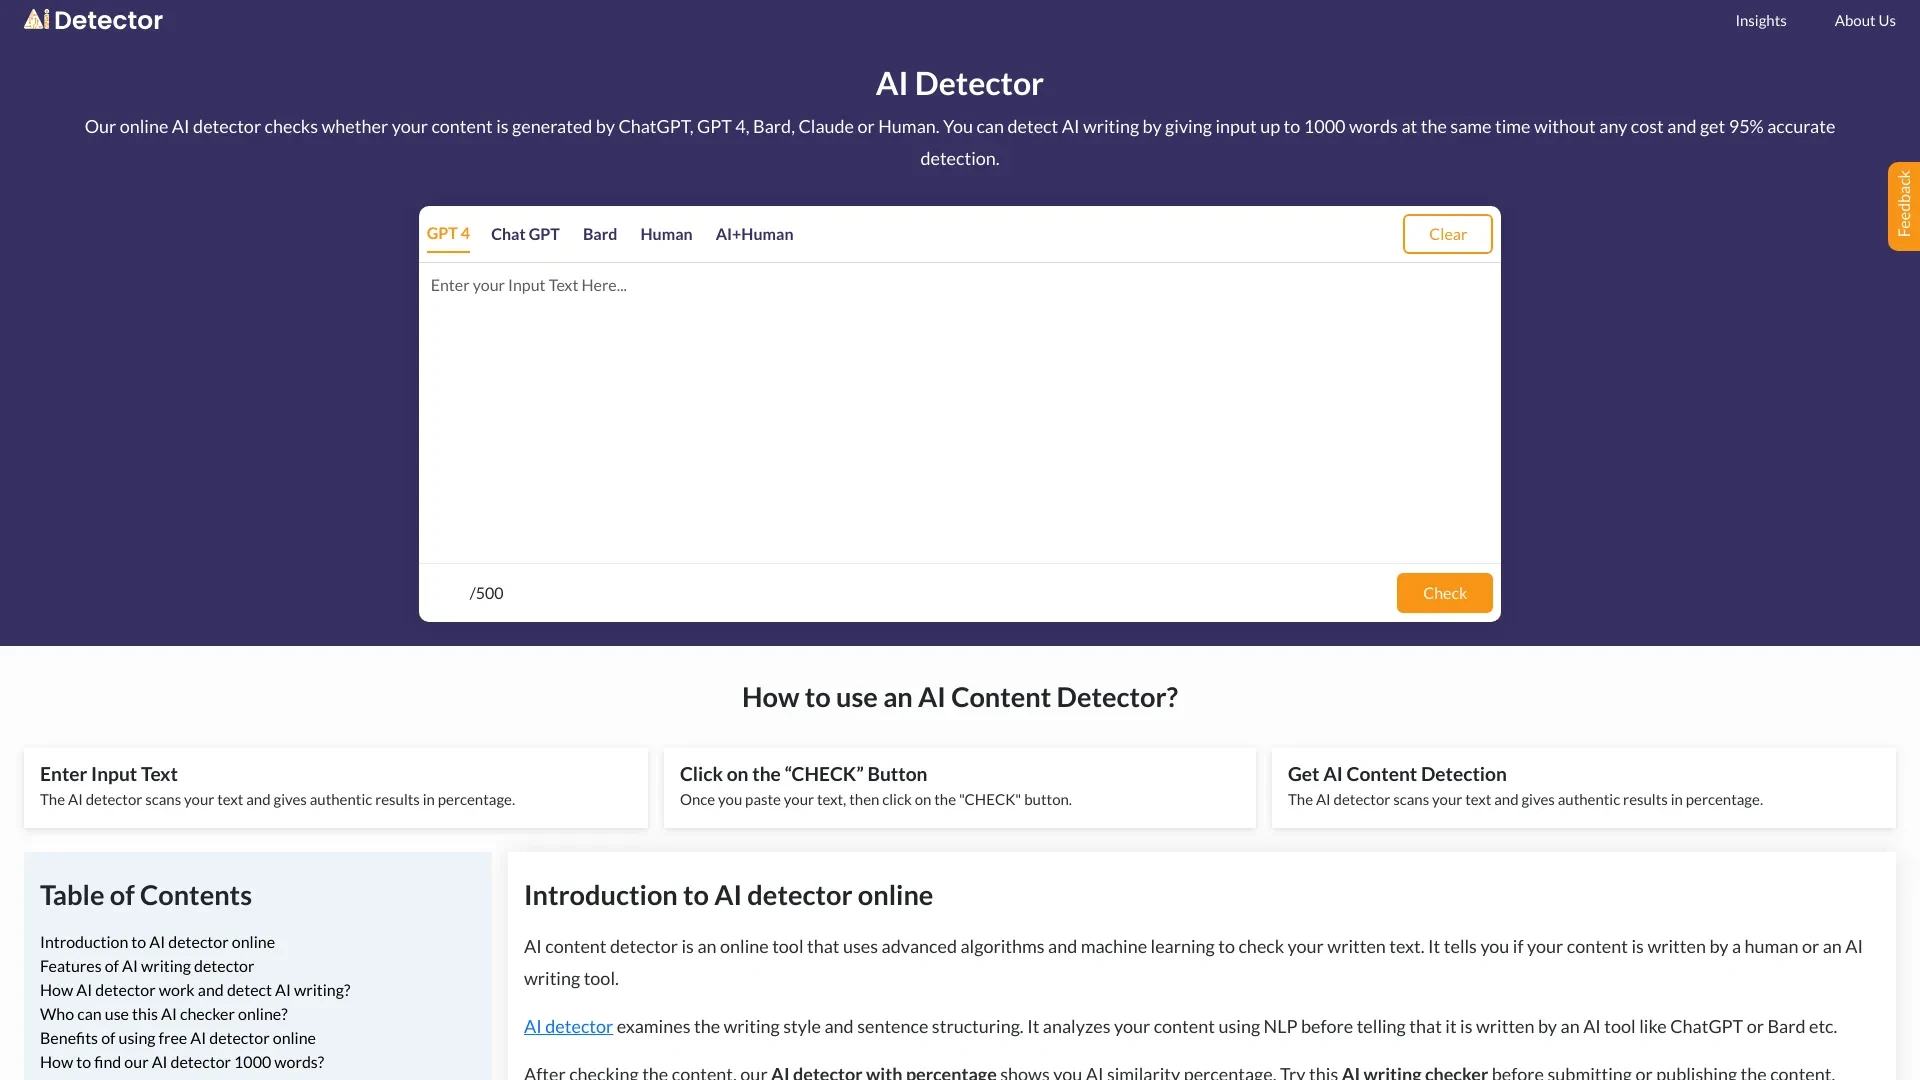 Ai Detector
Insights
About Us
AI Detector
Our online AI detector checks whether your content is generated by ChatGPT, GPT 4, Bard, Claude or Human. You can detect AI writing by giving input up to 1000 words at the same time without any cost and get 95% accurate
detection.
Feedback
GPT 4
Chat GPT
Bard
Human
AI+Human
Clear
Enter your Input Text Here...
/500
Check
How to use an AI Content Detector?
Enter Input Text
The AI detector scans your text and gives authentic results in percentage.
Click on the “CHECK” Button
Once you paste your text, then click on the "CHECK" button.
Get AI Content Detection
The AI detector scans your text and gives authentic results in percentage.
Table of Contents
Introduction to AI detector online
Features of AI writing detector
How AI detector work and detect AI writing?
Who can use this AI checker online?
Benefits of using free AI detector online
How to find our AI detector 1000 words?
Introduction to AI detector online
AI content detector is an online tool that uses advanced algorithms and machine learning to check your written text. It tells you if your content is written by a human or an AI
writing tool.
AI detector examines the writing style and sentence structuring. It analyzes your content using NLP before telling that it is written by an AI tool like ChatGPT or Bard etc.
After checking the content, our AI detector with percentage shows you AI similarity percentage. Try this AI writing checker before submitting or publishing the content.